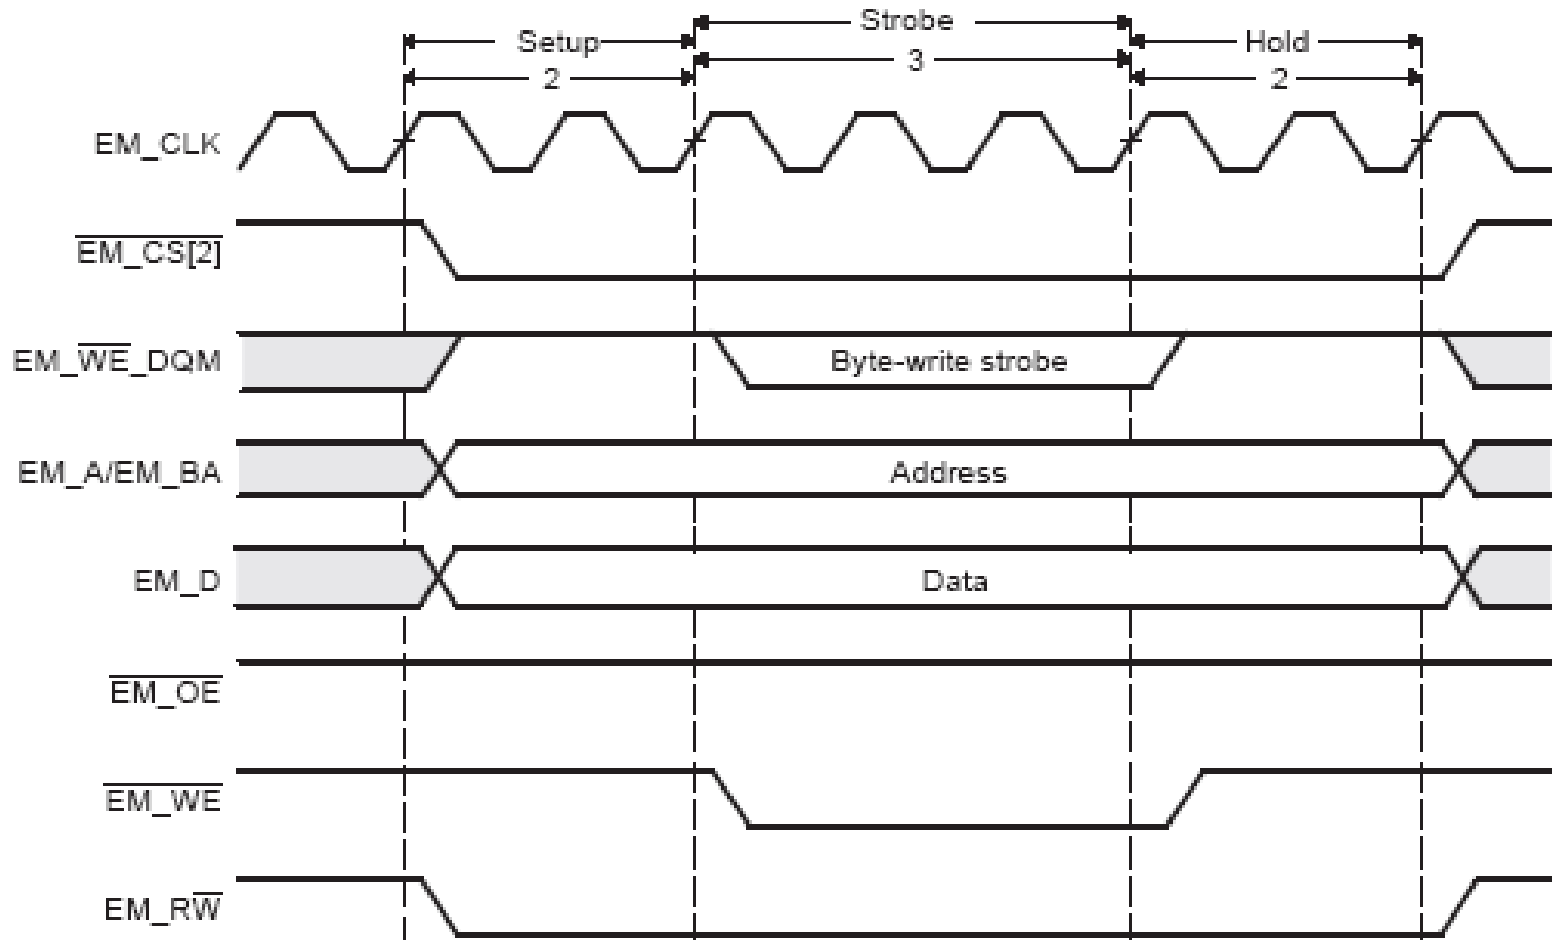 Strobe
Setup
Hold
3
2
2
EM_CLK
EM_CS[2]
EM_WE_DQM
Byte-write strobe
EM_A/EM_BA
Address
EM_D
Data
EM_OE
EM_WE
EM_RW